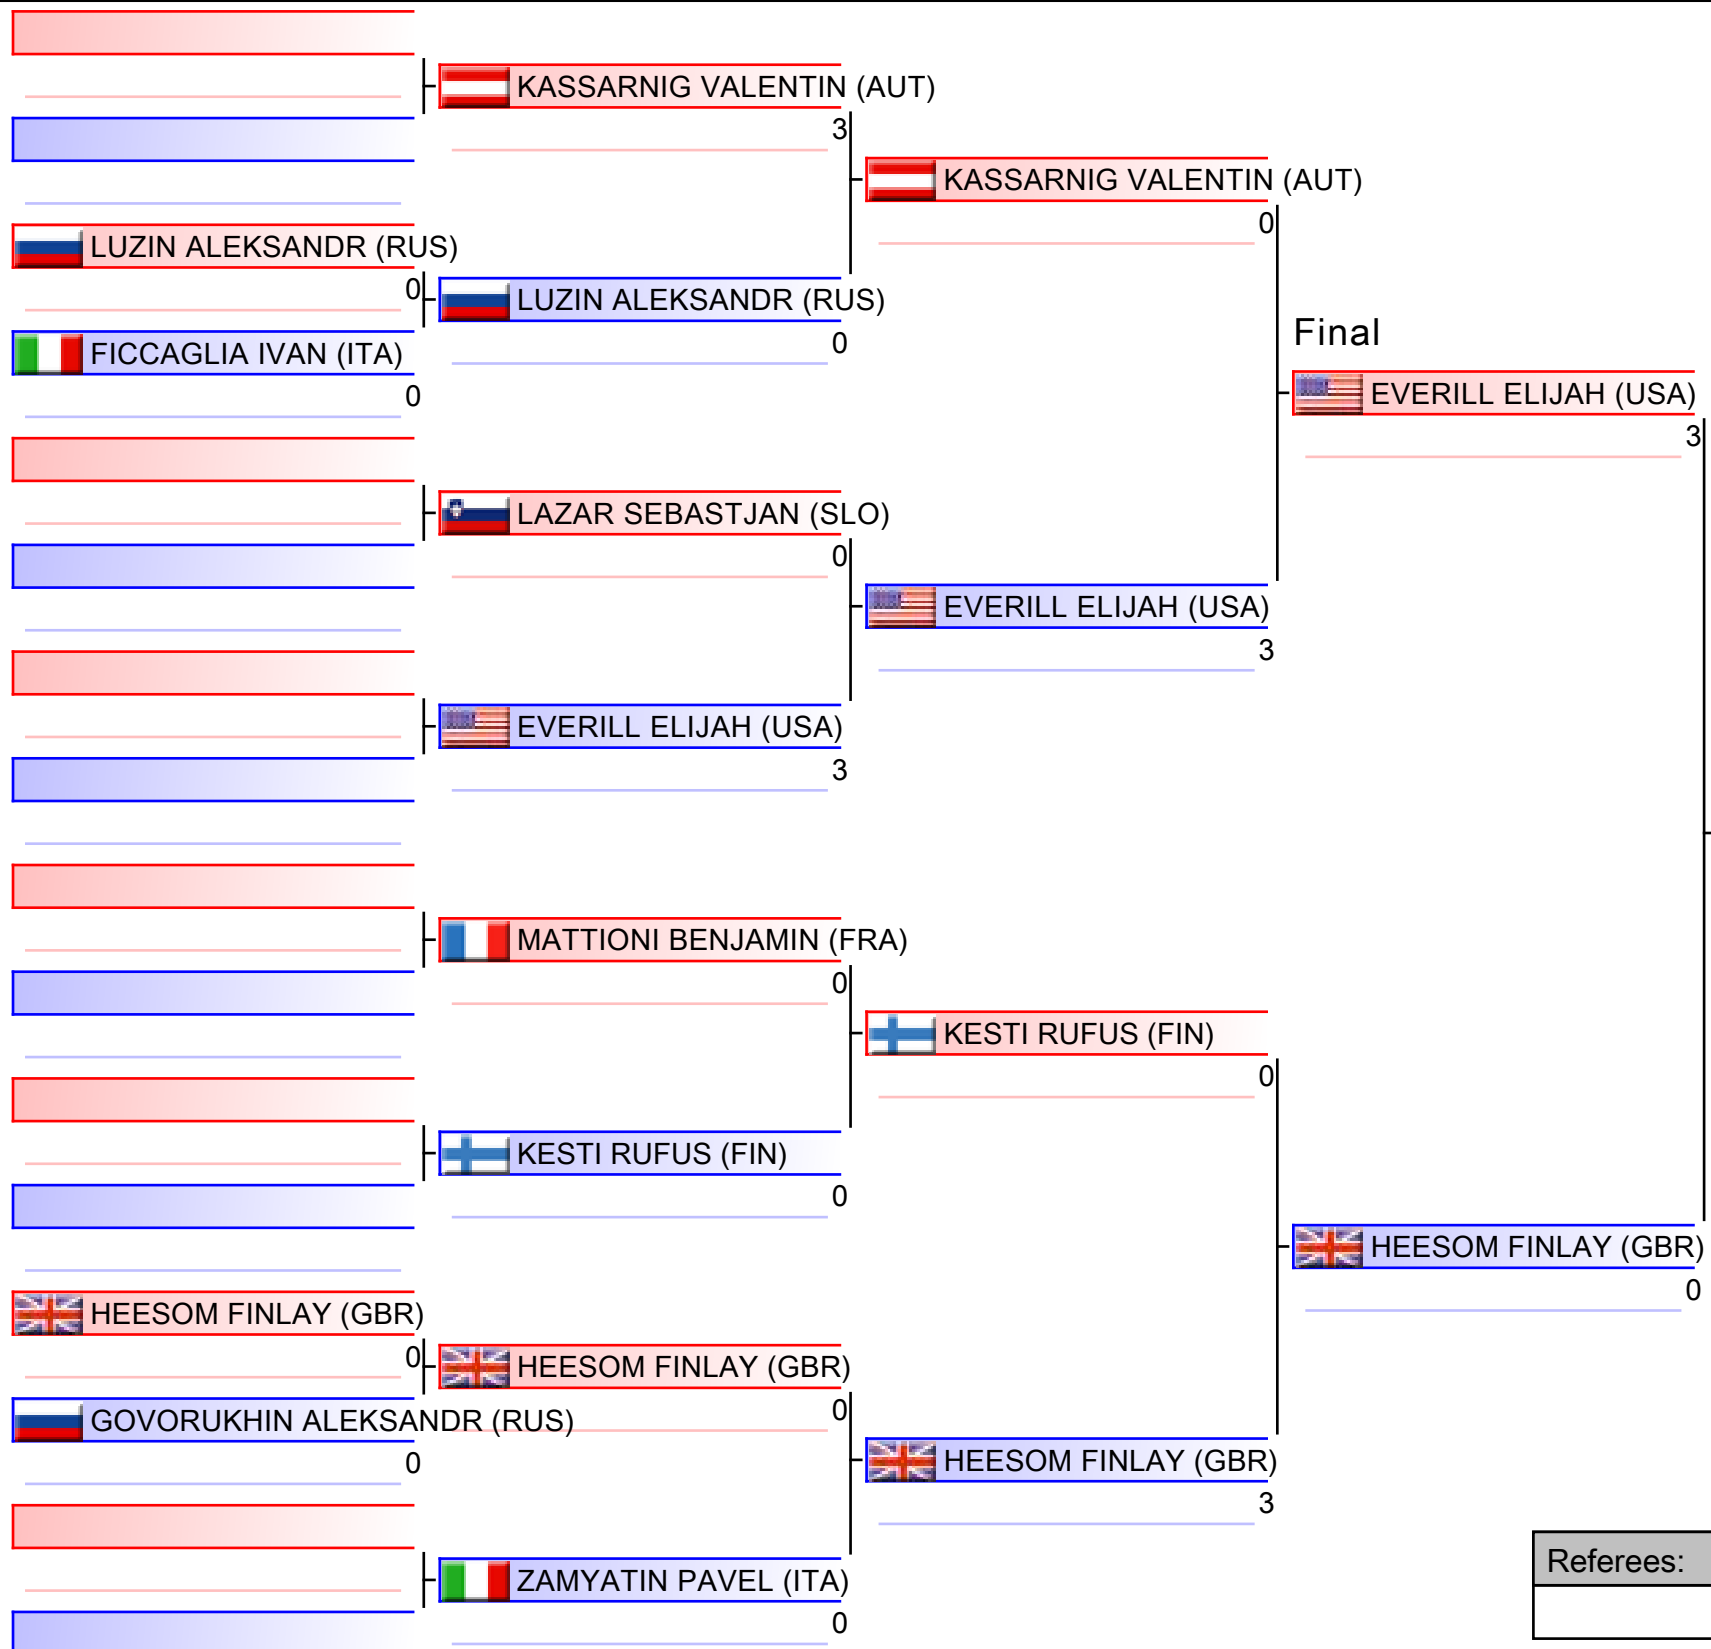 KASSARNIG VALENTIN (AUT)
3
KASSARNIG VALENTIN (AUT)
0
LUZIN ALEKSANDR (RUS)
0
LUZIN ALEKSANDR (RUS)
0
FICCAGLIA IVAN (ITA)
0
Final
EVERILL ELIJAH (USA)
3
LAZAR SEBASTJAN (SLO)
0
EVERILL ELIJAH (USA)
3
EVERILL ELIJAH (USA)
3
MATTIONI BENJAMIN (FRA)
0
KESTI RUFUS (FIN)
0
KESTI RUFUS (FIN)
0
HEESOM FINLAY (GBR)
0
HEESOM FINLAY (GBR)
0
HEESOM FINLAY (GBR)
0
GOVORUKHIN ALEKSANDR (RUS)
0
HEESOM FINLAY (GBR)
3
ZAMYATIN PAVEL (ITA)
0
Referees: